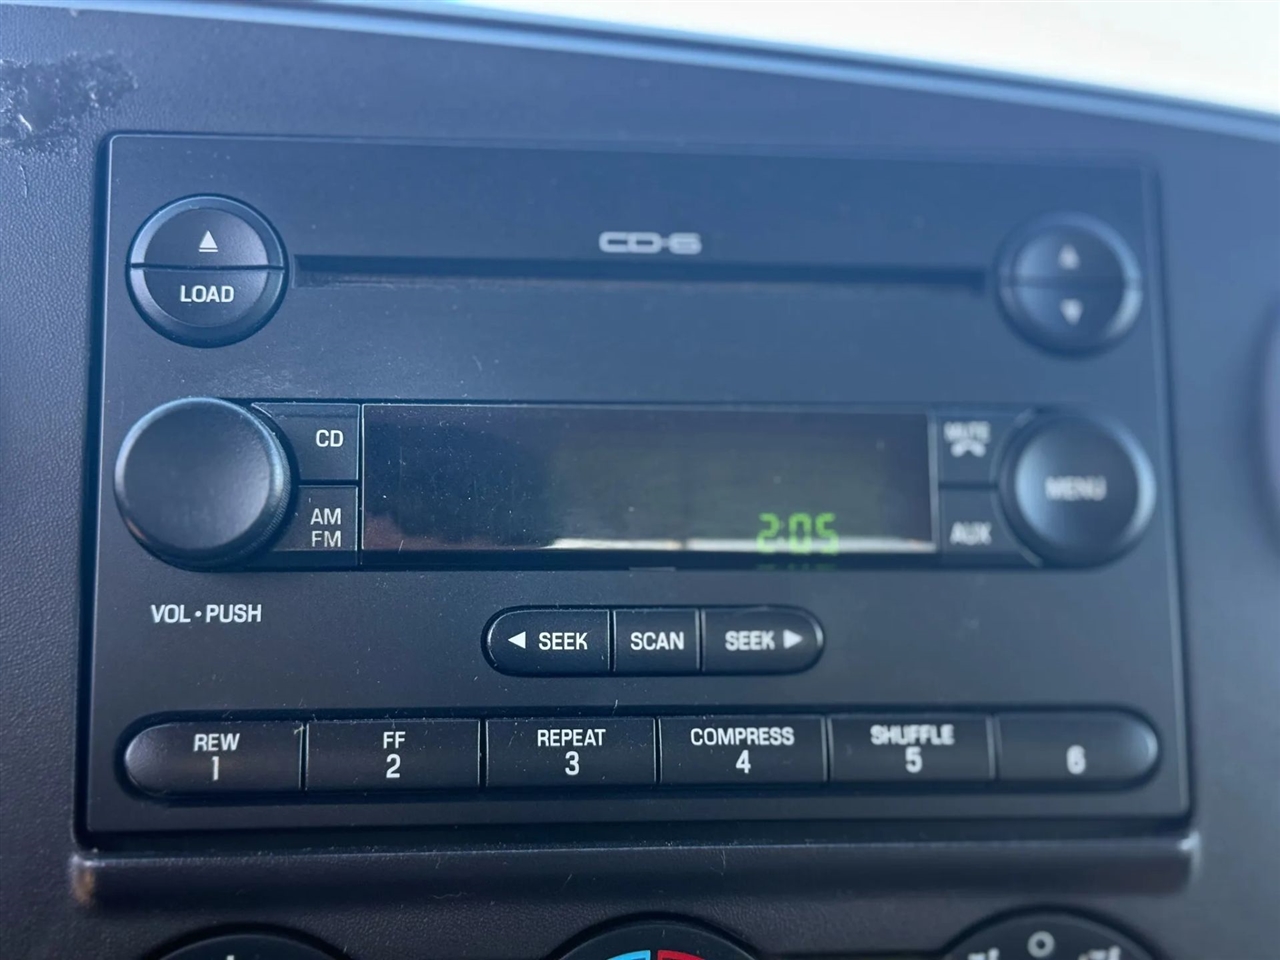 CD-6
LOAD
CD
MUTE
MENU
AM
FM
AUX
2:05
VOL • PUSH
◀ SEEK
SCAN
SEEK ▶
REW
1
FF
2
REPEAT
3
COMPRESS
4
SHUFFLE
5
6